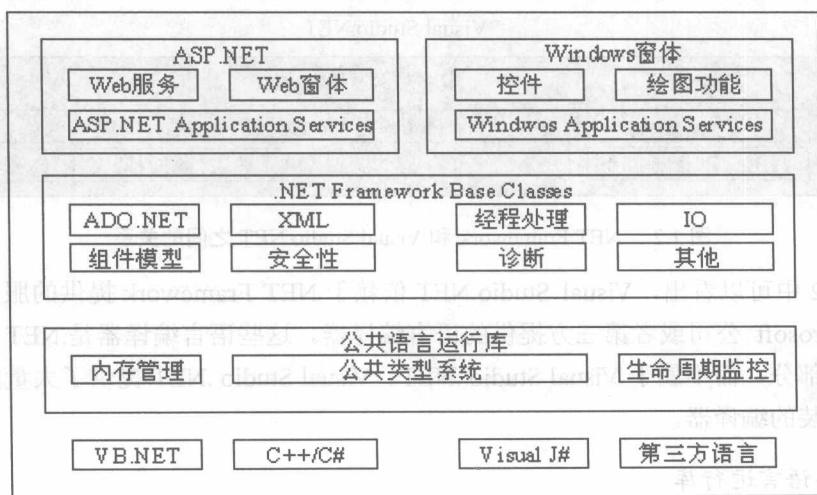 ASP.NET
Windows窗体
Web服务
Web窗体
控件
绘图功能
ASP.NET Application Services
Windwos Application Services
.NET Framework Base Classes
ADO.NET
XML
经程处理
IO
组件模型
安全性
诊断
其他
公共语言运行库
内存管理
公共类型系统
生命周期监控
VB.NET
C++/C#
Visual J#
第三方语言